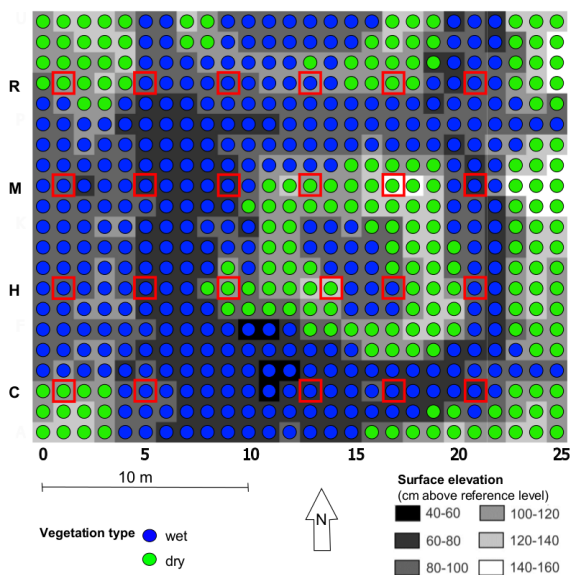 U
R
P
M
K
H
F
C
A
0 5 10 15 20 25
10 m
N
Vegetation type
wet
dry
Surface elevation
(cm above reference level)
40-60 100-120
60-80 120-140
80-100 140-160